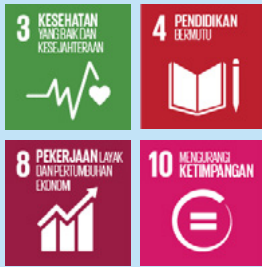 3 KESEHATAN
YANG BAIK DAN
KESEJAHTERAAN
4 PENDIDIKAN
BERMUTU
8 PEKERJAAN LAYAK
DAN PERTUMBUHAN
EKONOMI
10 MENGURANGI
KETIMPANGAN